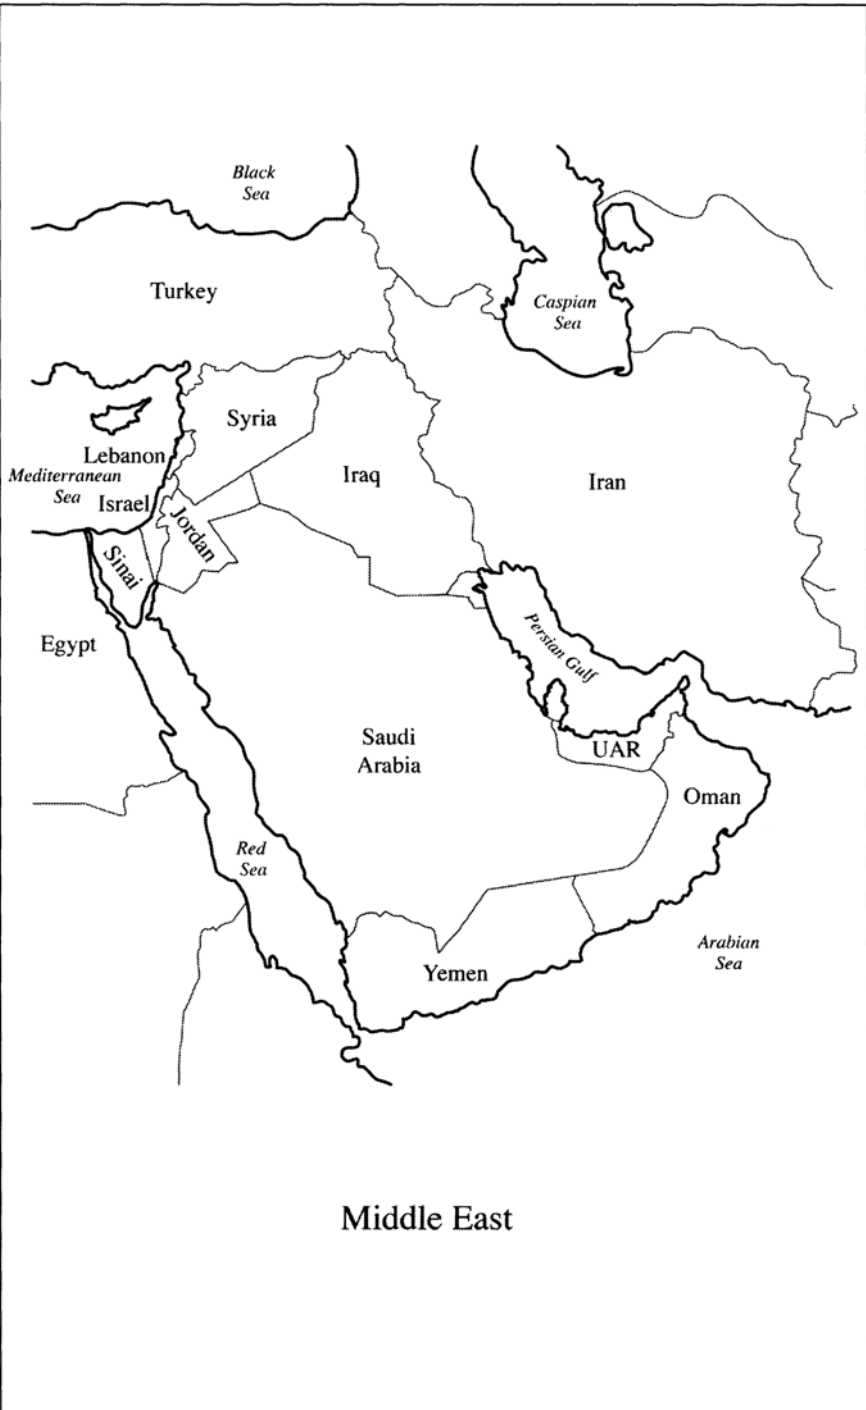 Black
Sea
Turkey
Caspian
Sea
Syria
Lebanon
Mediterranean
Sea
Israel
Iraq
Iran
Jordan
Sinai
Egypt
Persian Gulf
Saudi
Arabia
UAR
Oman
Red
Sea
Arabian
Sea
Yemen
Middle East